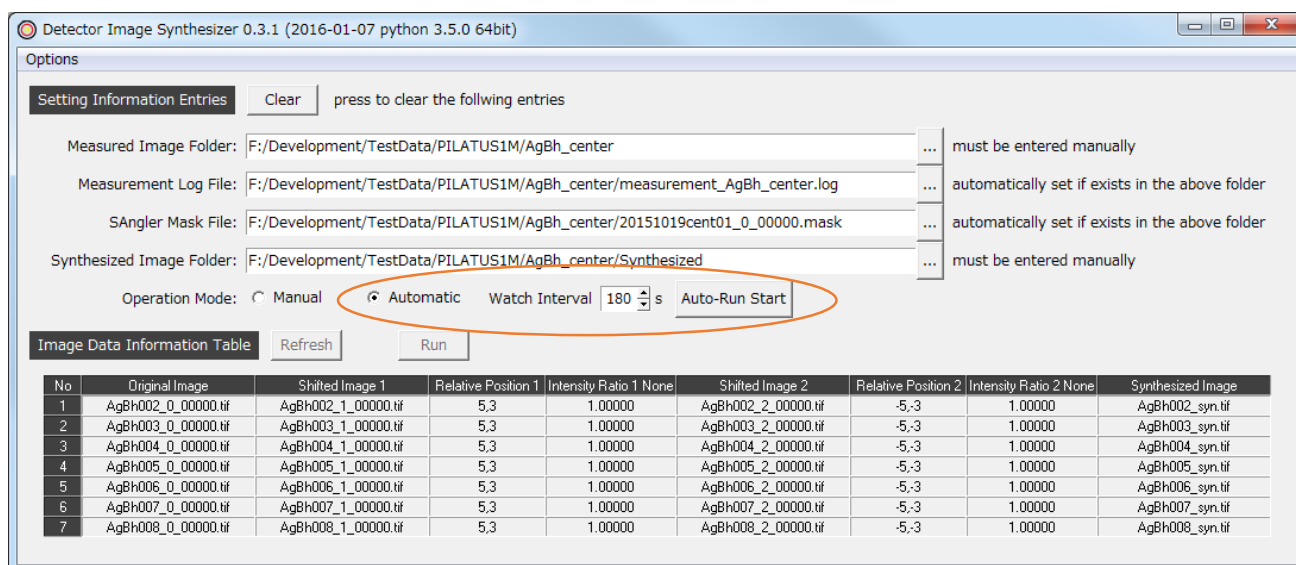 Detector Image Synthesizer 0.3.1 (2016-01-07 python 3.5.0 64bit)
Options
Setting Information Entries Clear press to clear the follwing entries
Measured Image Folder: F:/Development/TestData/PILATUS1M/AgBh_center ... must be entered manually
Measurement Log File: F:/Development/TestData/PILATUS1M/AgBh_center/measurement_AgBh_center.log ... automatically set if exists in the above folder
SAngler Mask File: F:/Development/TestData/PILATUS1M/AgBh_center/20151019cent01_0_00000.mask ... automatically set if exists in the above folder
Synthesized Image Folder: F:/Development/TestData/PILATUS1M/AgBh_center/Synthesized ... must be entered manually
Operation Mode: Manual Automatic Watch Interval 180 s Auto-Run Start
Image Data Information Table Refresh Run
No Original Image Shifted Image 1 Relative Position 1 Intensity Ratio 1 None Shifted Image 2 Relative Position 2 Intensity Ratio 2 None Synthesized Image
1 AgBh002_0_00000.tif AgBh002_1_00000.tif 5,3 1.00000 AgBh002_2_00000.tif -5,-3 1.00000 AgBh002_syn.tif
2 AgBh003_0_00000.tif AgBh003_1_00000.tif 5,3 1.00000 AgBh003_2_00000.tif -5,-3 1.00000 AgBh003_syn.tif
3 AgBh004_0_00000.tif AgBh004_1_00000.tif 5,3 1.00000 AgBh004_2_00000.tif -5,-3 1.00000 AgBh004_syn.tif
4 AgBh005_0_00000.tif AgBh005_1_00000.tif 5,3 1.00000 AgBh005_2_00000.tif -5,-3 1.00000 AgBh005_syn.tif
5 AgBh006_0_00000.tif AgBh006_1_00000.tif 5,3 1.00000 AgBh006_2_00000.tif -5,-3 1.00000 AgBh006_syn.tif
6 AgBh007_0_00000.tif AgBh007_1_00000.tif 5,3 1.00000 AgBh007_2_00000.tif -5,-3 1.00000 AgBh007_syn.tif
7 AgBh008_0_00000.tif AgBh008_1_00000.tif 5,3 1.00000 AgBh008_2_00000.tif -5,-3 1.00000 AgBh008_syn.tif